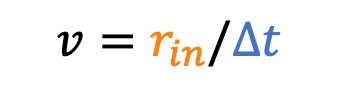 v = r_in/Δt